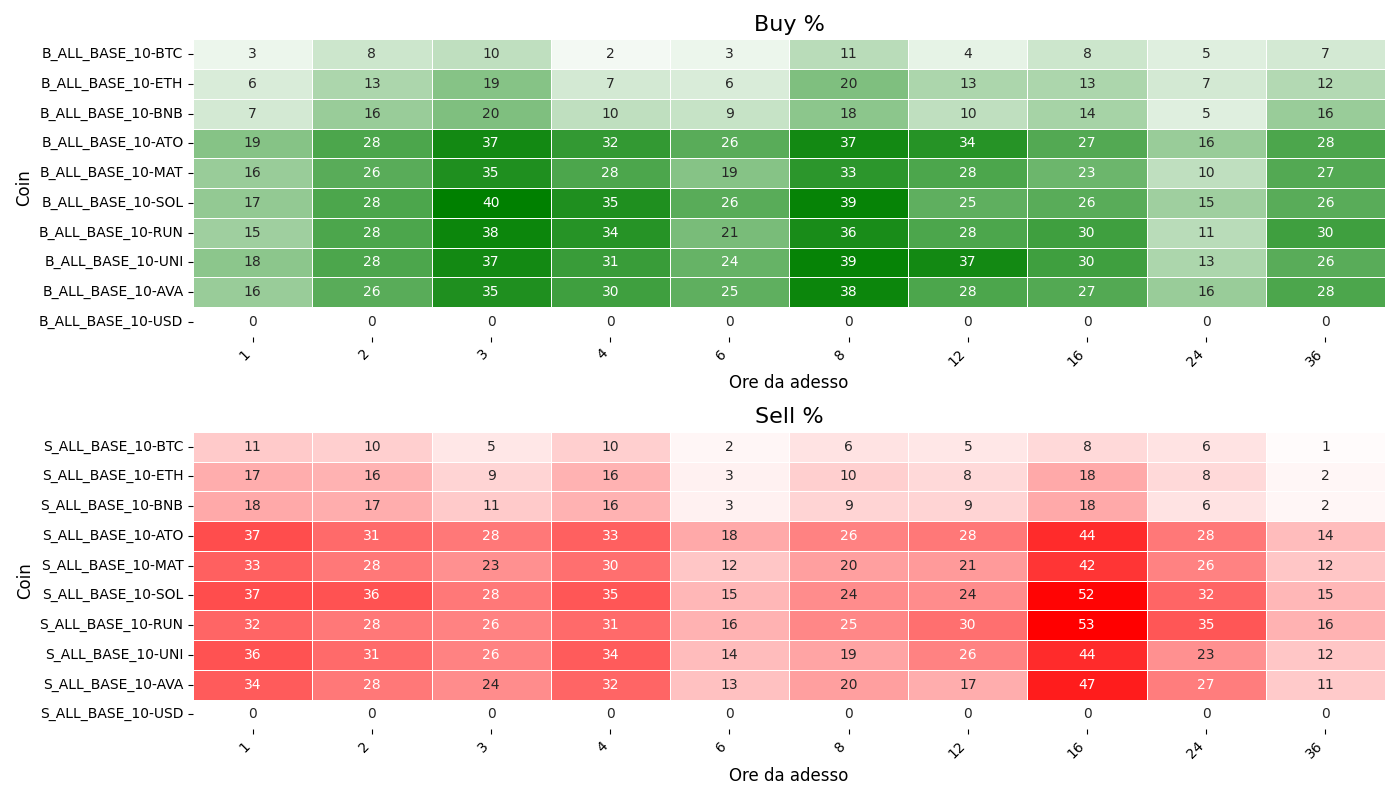 Buy %
Coin
B_ALL_BASE_10-BTC 3 8 10 2 3 11 4 8 5 7
B_ALL_BASE_10-ETH 6 13 19 7 6 20 13 13 7 12
B_ALL_BASE_10-BNB 7 16 20 10 9 18 10 14 5 16
B_ALL_BASE_10-ATO 19 28 37 32 26 37 34 27 16 28
B_ALL_BASE_10-MAT 16 26 35 28 19 33 28 23 10 27
B_ALL_BASE_10-SOL 17 28 40 35 26 39 25 26 15 26
B_ALL_BASE_10-RUN 15 28 38 34 21 36 28 30 11 30
B_ALL_BASE_10-UNI 18 28 37 31 24 39 37 30 13 26
B_ALL_BASE_10-AVA 16 26 35 30 25 38 28 27 16 28
B_ALL_BASE_10-USD 0 0 0 0 0 0 0 0 0 0
1 2 3 4 6 8 12 16 24 36
Ore da adesso
Sell %
Coin
S_ALL_BASE_10-BTC 11 10 5 10 2 6 5 8 6 1
S_ALL_BASE_10-ETH 17 16 9 16 3 10 8 18 8 2
S_ALL_BASE_10-BNB 18 17 11 16 3 9 9 18 6 2
S_ALL_BASE_10-ATO 37 31 28 33 18 26 28 44 28 14
S_ALL_BASE_10-MAT 33 28 23 30 12 20 21 42 26 12
S_ALL_BASE_10-SOL 37 36 28 35 15 24 24 52 32 15
S_ALL_BASE_10-RUN 32 28 26 31 16 25 30 53 35 16
S_ALL_BASE_10-UNI 36 31 26 34 14 19 26 44 23 12
S_ALL_BASE_10-AVA 34 28 24 32 13 20 17 47 27 11
S_ALL_BASE_10-USD 0 0 0 0 0 0 0 0 0 0
1 2 3 4 6 8 12 16 24 36
Ore da adesso